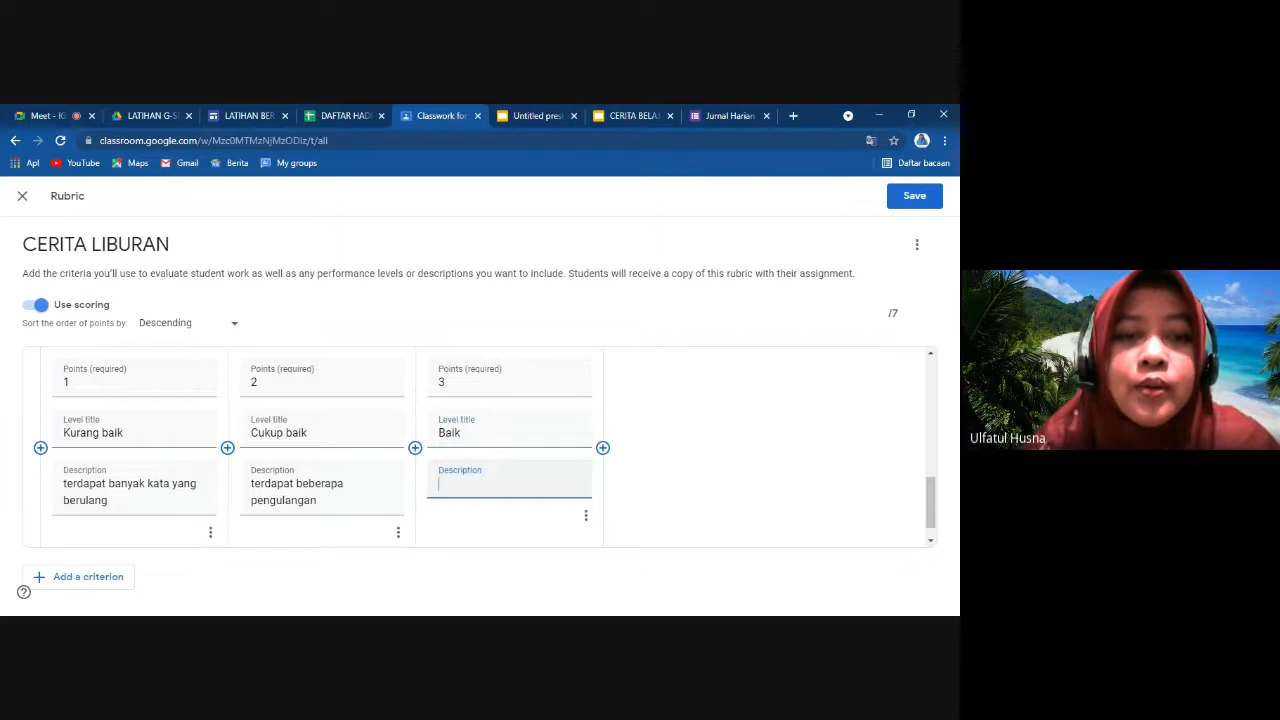 Meet - IG
LATIHAN G-S
LATIHAN BER
DAFTAR HAD
Classwork for
Untitled pres
CERITA BELA
Jurnal Harian
classroom.google.com/w/Mzc0MTMzNjMzODIz/t/all
Apl
YouTube
Maps
Gmail
Berita
My groups
Daftar bacaan
Rubric
Save
CERITA LIBURAN
Add the criteria you'll use to evaluate student work as well as any performance levels or descriptions you want to include. Students will receive a copy of this rubric with their assignment.
Use scoring
Sort the order of points by: Descending
/7
Points (required)
1
Level title
Kurang baik
Description
terdapat banyak kata yang
berulang
Points (required)
2
Level title
Cukup baik
Description
terdapat beberapa
pengulangan
Points (required)
3
Level title
Baik
Description
Add a criterion
Ulfatul Husna